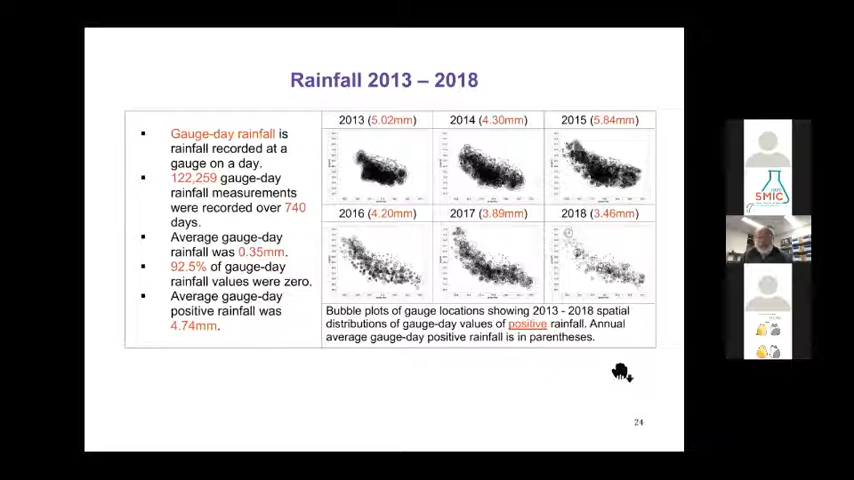 Rainfall 2013 – 2018
▪ Gauge-day rainfall is
rainfall recorded at a
gauge on a day.
▪ 122,259 gauge-day
rainfall measurements
were recorded over 740
days.
▪ Average gauge-day
rainfall was 0.35mm.
▪ 92.5% of gauge-day
rainfall values were zero.
▪ Average gauge-day
positive rainfall was
4.74mm.
2013 (5.02mm)
2014 (4.30mm)
2015 (5.84mm)
2016 (4.20mm)
2017 (3.89mm)
2018 (3.46mm)
Bubble plots of gauge locations showing 2013 - 2018 spatial
distributions of gauge-day values of positive rainfall. Annual
average gauge-day positive rainfall is in parentheses.
24
SMIC